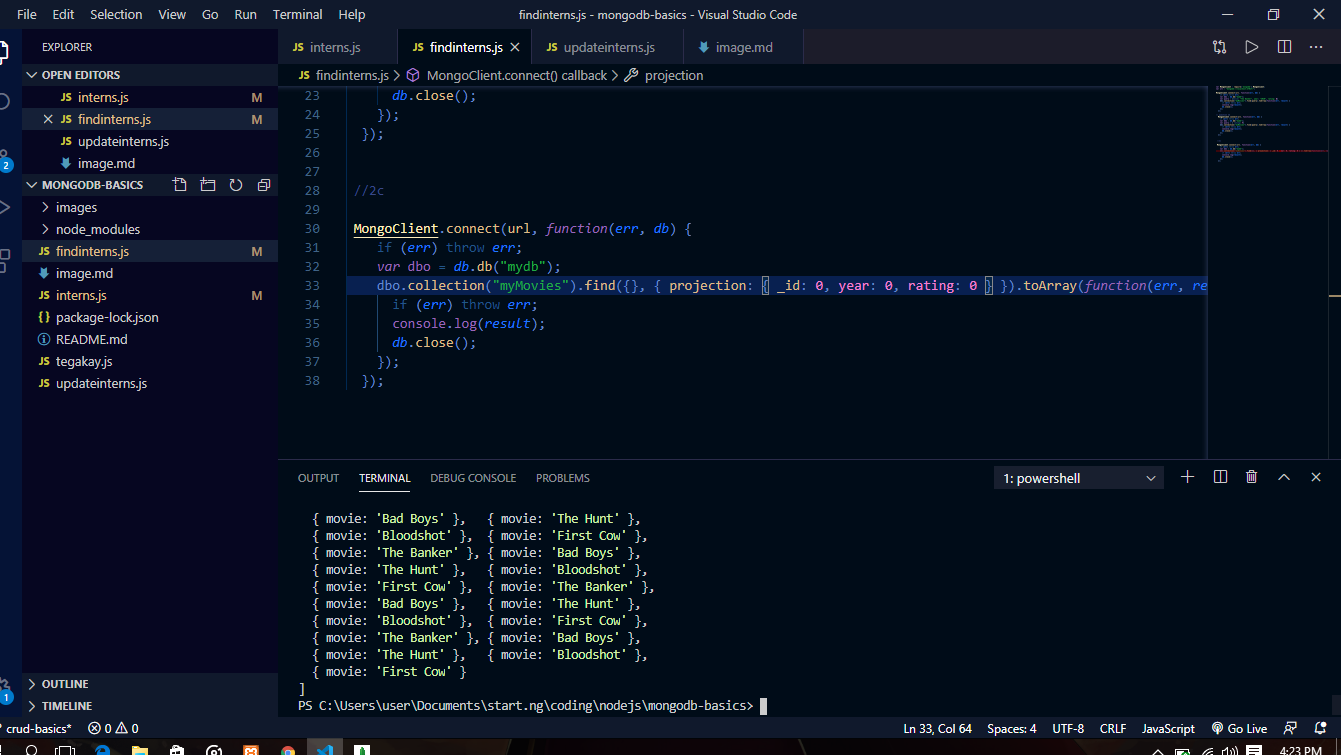 File Edit Selection View Go Run Terminal Help findinterns.js - mongodb-basics - Visual Studio Code
EXPLORER
OPEN EDITORS
JS interns.js M
JS findinterns.js M
JS updateinterns.js
image.md
MONGODB-BASICS
images
node_modules
JS findinterns.js M
image.md
JS interns.js M
{} package-lock.json
README.md
JS tegakay.js
JS updateinterns.js
OUTLINE
TIMELINE
2
1
JS interns.js JS findinterns.js JS updateinterns.js image.md
JS findinterns.js > MongoClient.connect() callback > projection
23 db.close();
24 });
25 });
26
27
28 //2c
29
30 MongoClient.connect(url, function(err, db) {
31 if (err) throw err;
32 var dbo = db.db("mydb");
33 dbo.collection("myMovies").find({}, { projection: { _id: 0, year: 0, rating: 0 } }).toArray(function(err, re
34 if (err) throw err;
35 console.log(result);
36 db.close();
37 });
38 });
OUTPUT TERMINAL DEBUG CONSOLE PROBLEMS 1: powershell
{ movie: 'Bad Boys' }, { movie: 'The Hunt' },
{ movie: 'Bloodshot' }, { movie: 'First Cow' },
{ movie: 'The Banker' }, { movie: 'Bad Boys' },
{ movie: 'The Hunt' }, { movie: 'Bloodshot' },
{ movie: 'First Cow' }, { movie: 'The Banker' },
{ movie: 'Bad Boys' }, { movie: 'The Hunt' },
{ movie: 'Bloodshot' }, { movie: 'First Cow' },
{ movie: 'The Banker' }, { movie: 'Bad Boys' },
{ movie: 'The Hunt' }, { movie: 'Bloodshot' },
{ movie: 'First Cow' }
]
PS C:\Users\user\Documents\start.ng\coding\nodejs\mongodb-basics>
crud-basics* 0 0 Ln 33, Col 64 Spaces: 4 UTF-8 CRLF JavaScript Go Live
4:23 PM